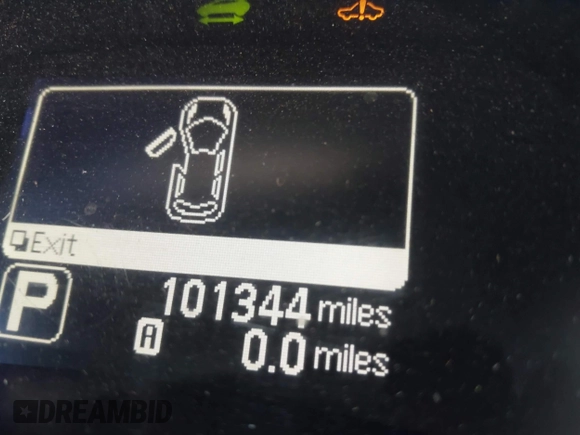 Exit
P
101344 miles
A 0.0 miles
DREAMBID